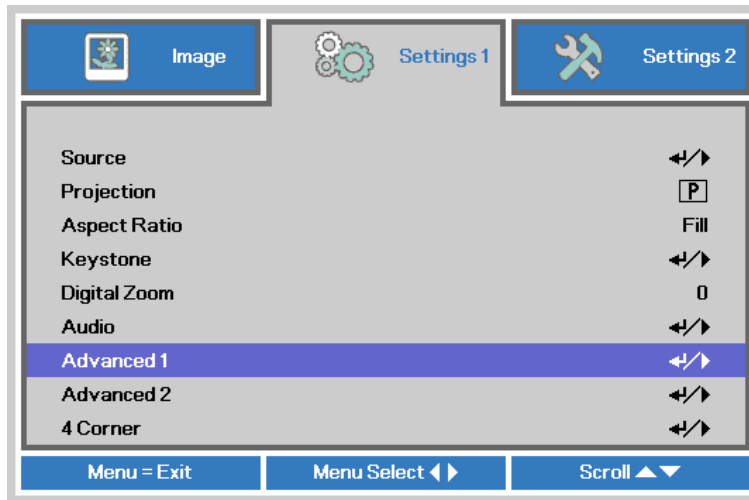 Image
Settings 1
Settings 2
Source
Projection P
Aspect Ratio Fill
Keystone
Digital Zoom 0
Audio
Advanced 1
Advanced 2
4 Corner
Menu = Exit
Menu Select
Scroll